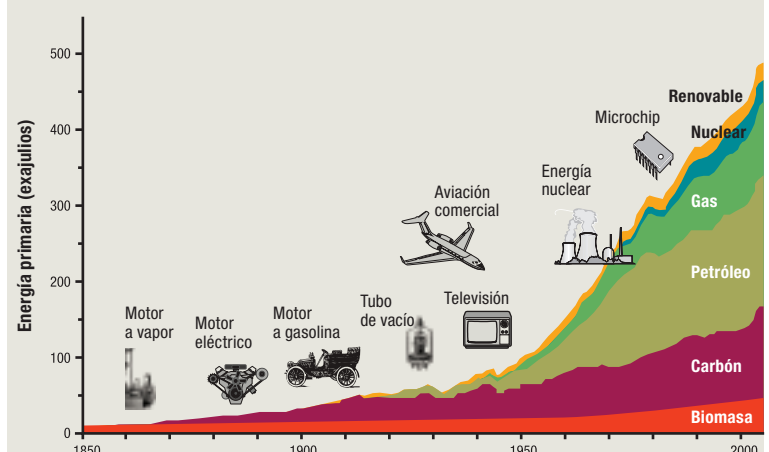 Energía primaria (exajulios)
500
400
300
200
100
0
1850
1900
1950
2000
Motor
a vapor
Motor
eléctrico
Motor
a gasolina
Tubo
de vacío
Aviación
comercial
Televisión
Energía
nuclear
Microchip
Renovable
Nuclear
Gas
Petróleo
Carbón
Biomasa